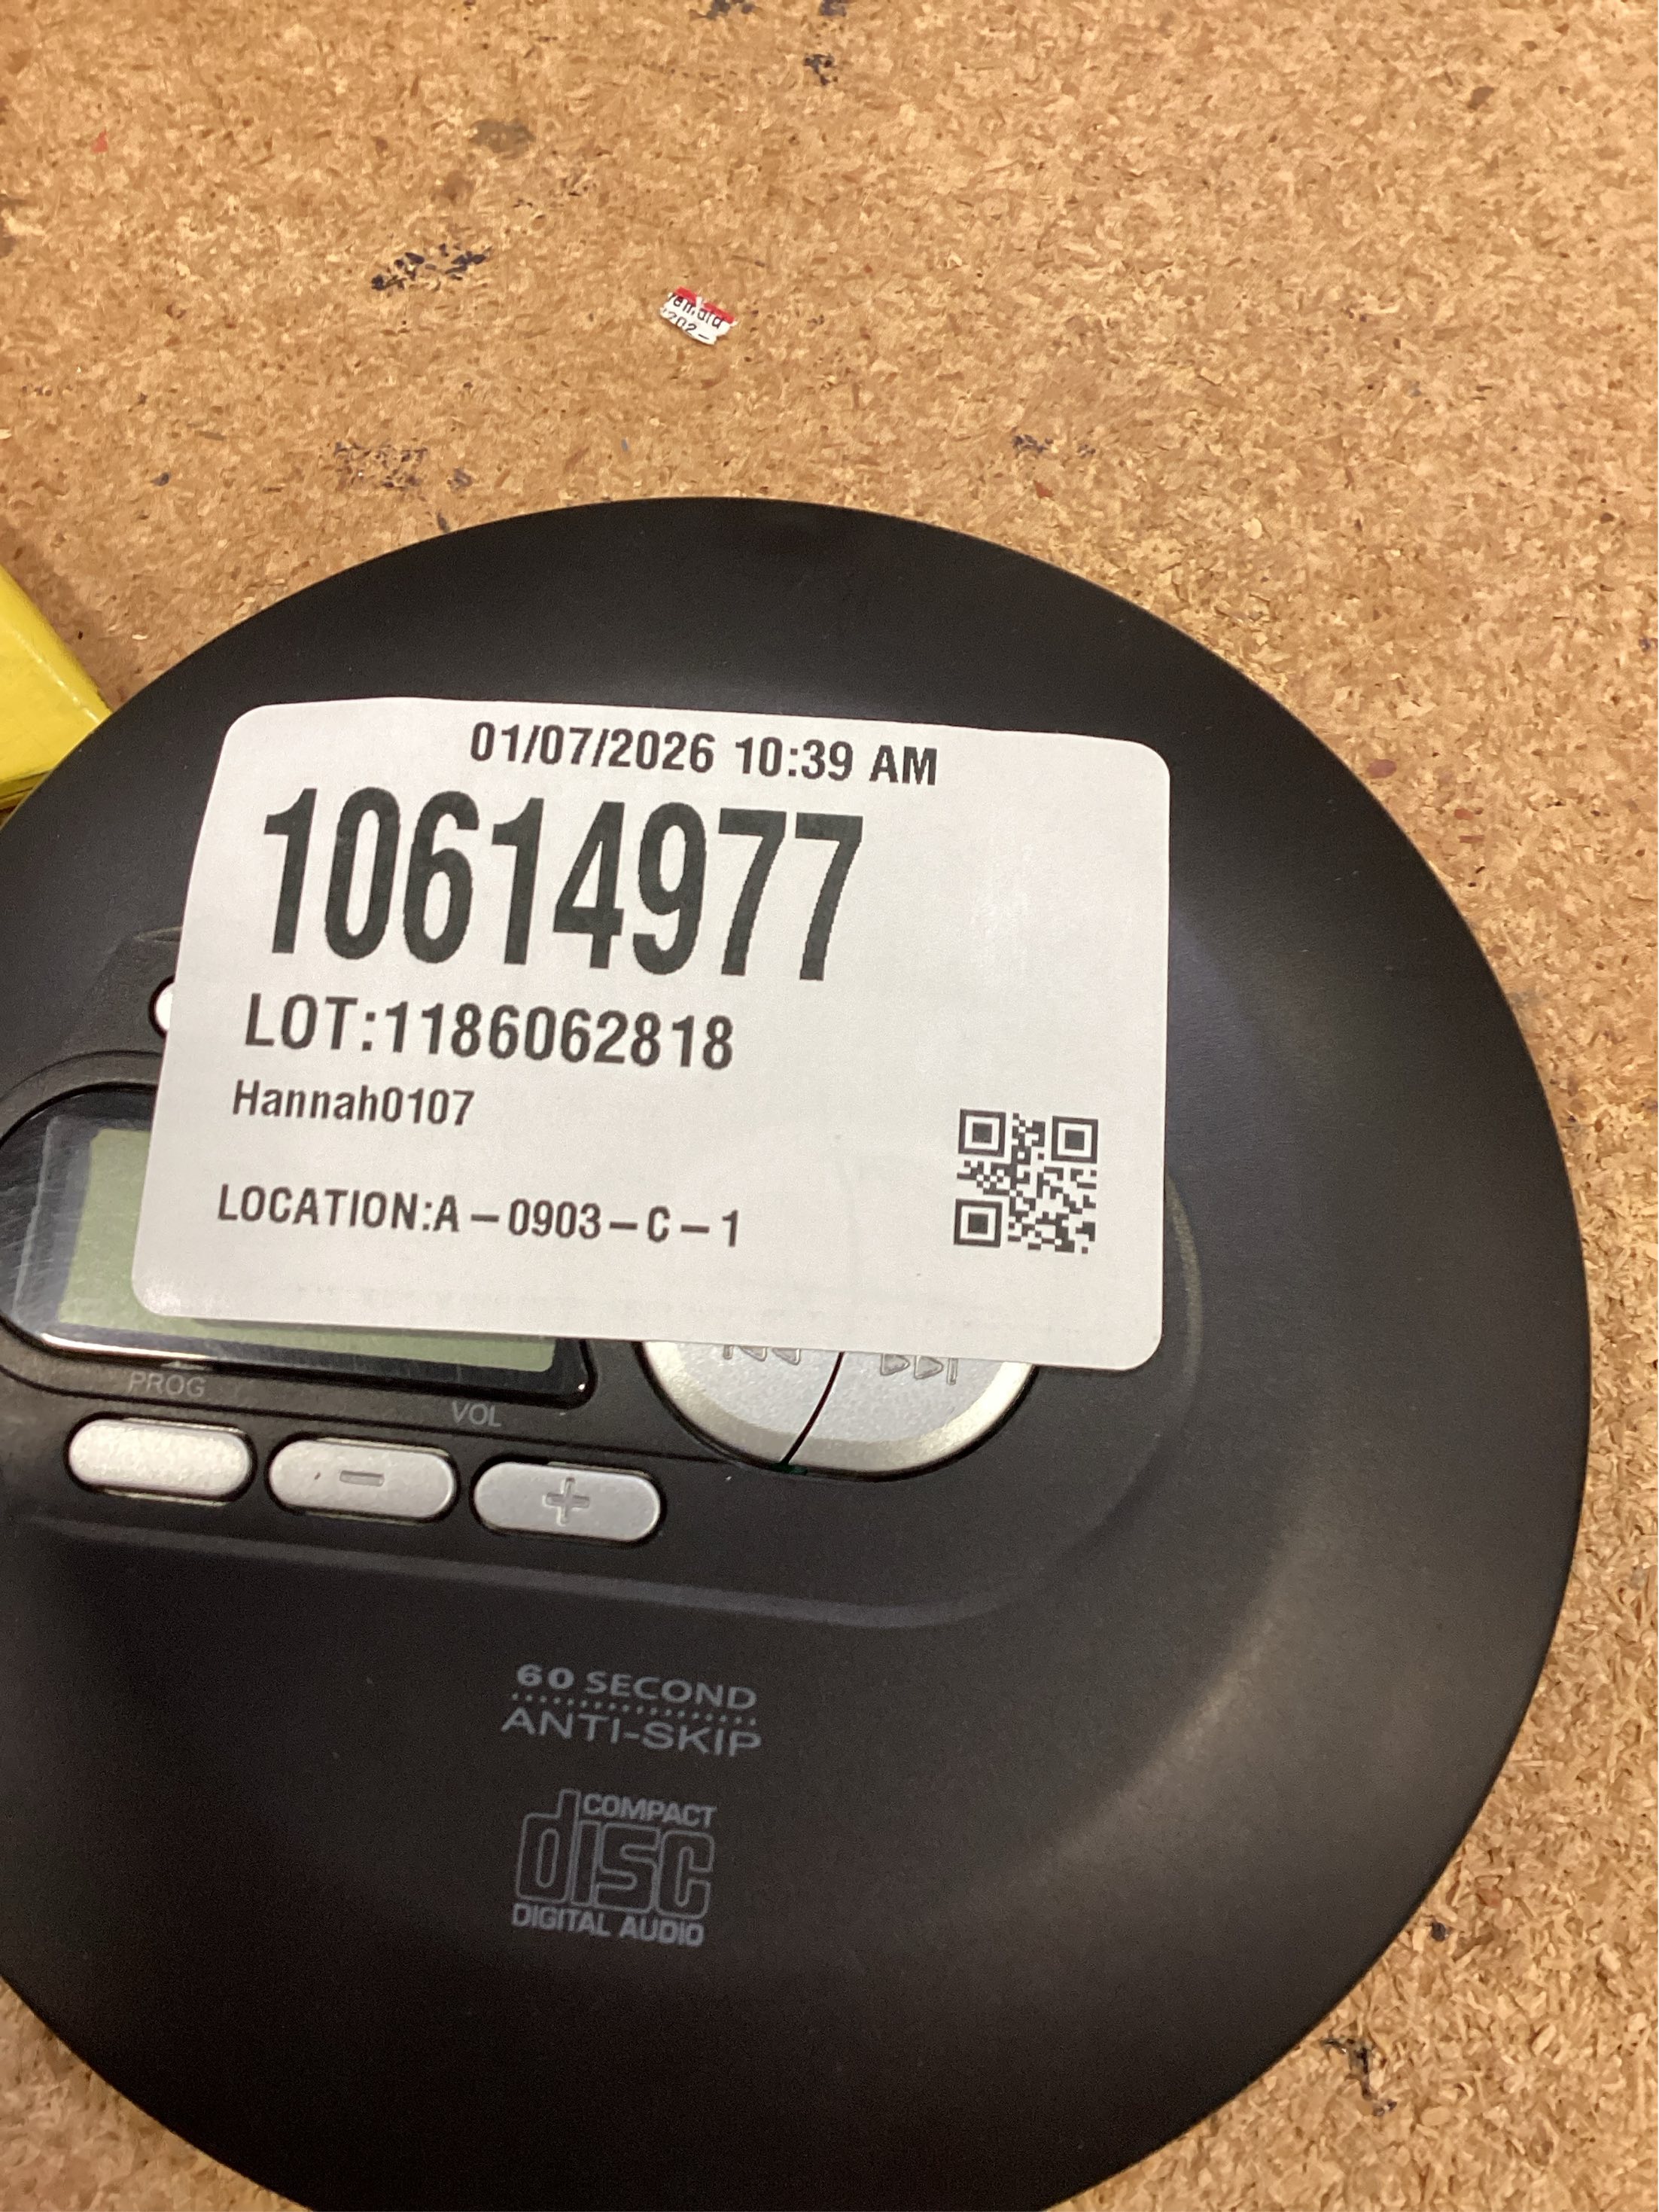 01/07/2026 10:39 AM
10614977
LOT:1186062818
Hannah0107
LOCATION:A-0903-C-1
PROG
VOL
60 SECOND
ANTI-SKIP
COMPACT
disc
DIGITAL AUDIO